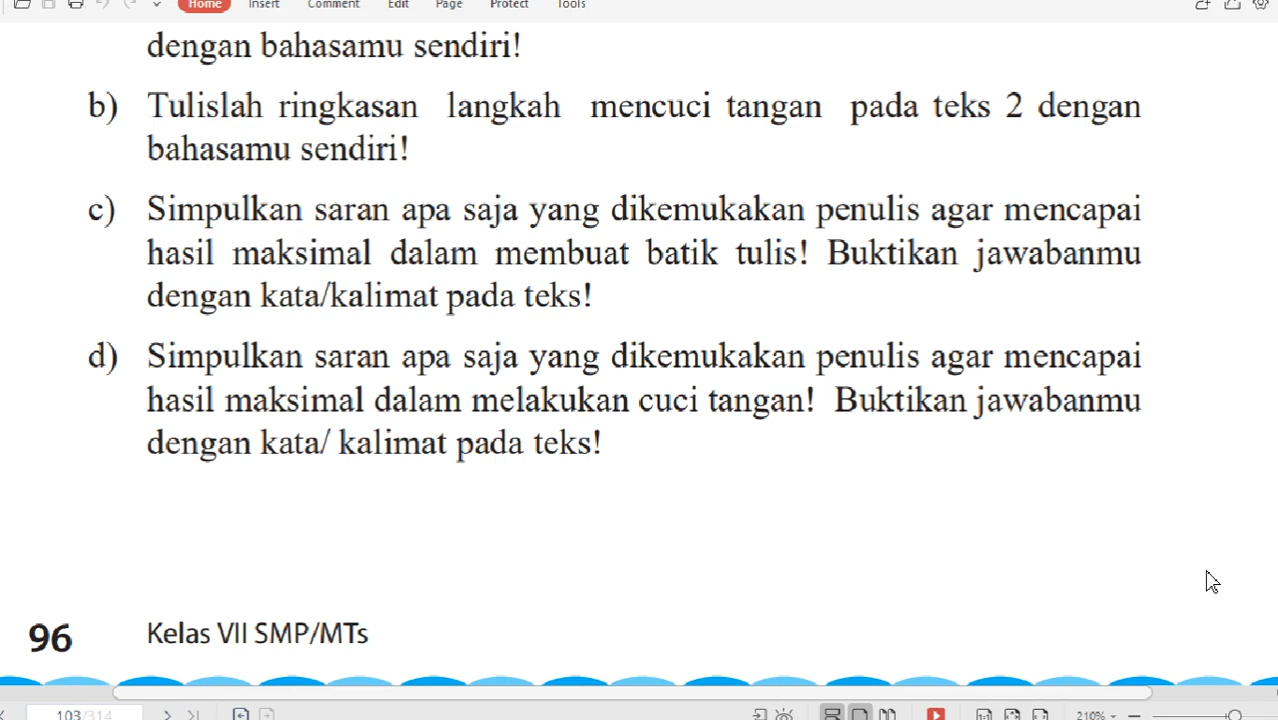 Home Insert Comment Edit Page Protect Tools
dengan bahasamu sendiri!
b) Tulislah ringkasan langkah mencuci tangan pada teks 2 dengan
bahasamu sendiri!
c) Simpulkan saran apa saja yang dikemukakan penulis agar mencapai
hasil maksimal dalam membuat batik tulis! Buktikan jawabanmu
dengan kata/kalimat pada teks!
d) Simpulkan saran apa saja yang dikemukakan penulis agar mencapai
hasil maksimal dalam melakukan cuci tangan! Buktikan jawabanmu
dengan kata/ kalimat pada teks!
96 Kelas VII SMP/MTs
103/314 210%